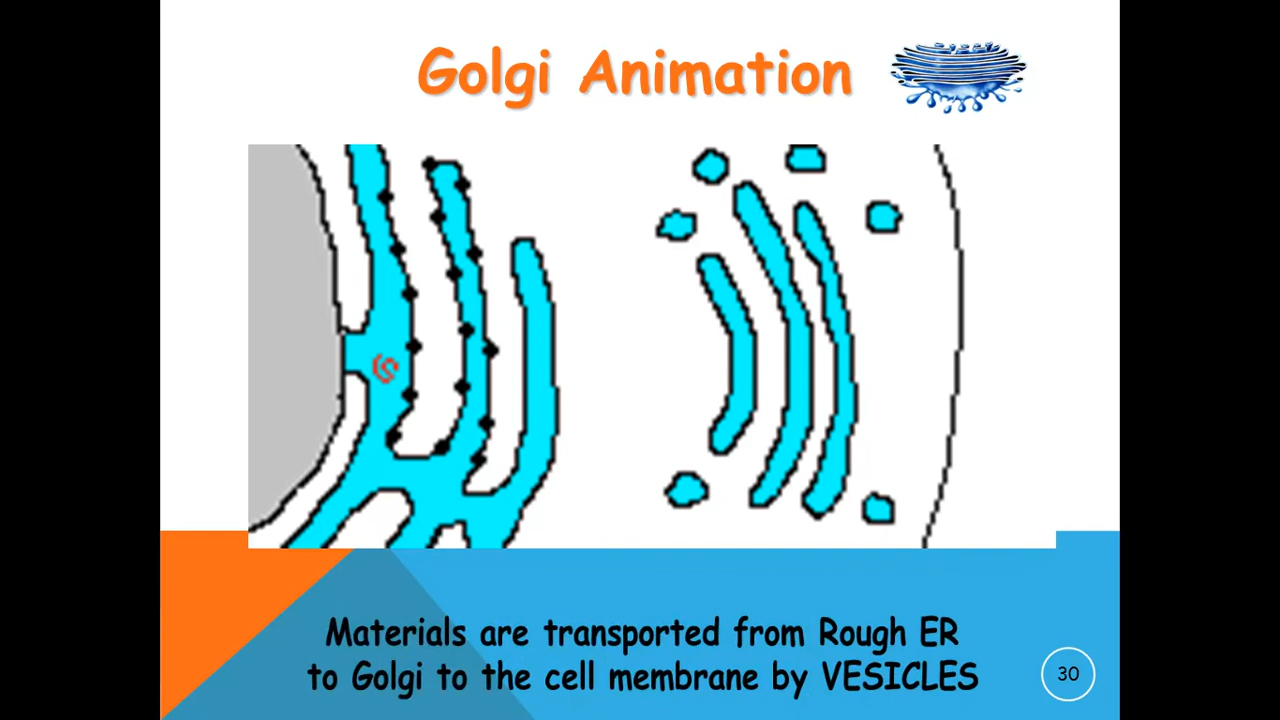 Golgi Animation
Materials are transported from Rough ER
to Golgi to the cell membrane by VESICLES
30